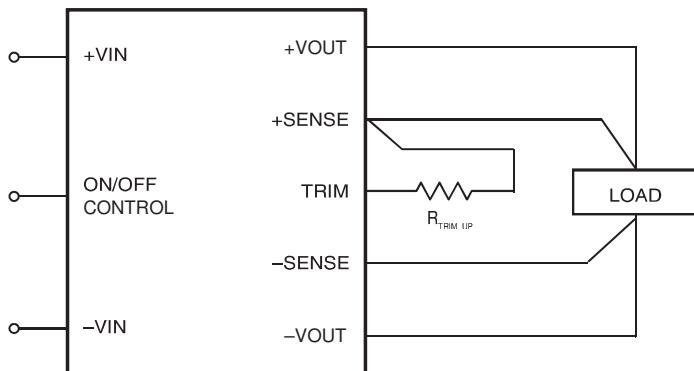 +VIN
ON/OFF
CONTROL
–VIN
+VOUT
+SENSE
TRIM
–SENSE
–VOUT
R TRIM UP
LOAD